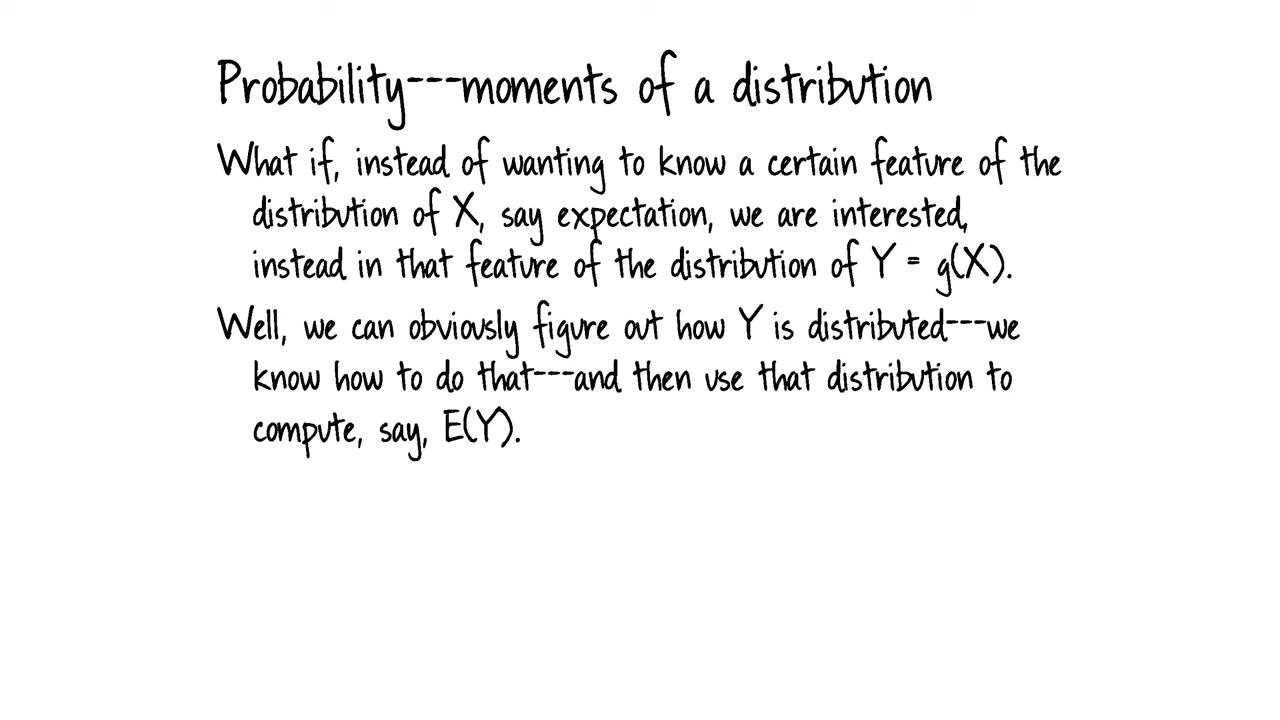 Probability---moments of a distribution
What if, instead of wanting to know a certain feature of the
distribution of X, say expectation, we are interested,
instead in that feature of the distribution of Y = g(X).
Well, we can obviously figure out how Y is distributed---we
know how to do that---and then use that distribution to
compute, say, E(Y).